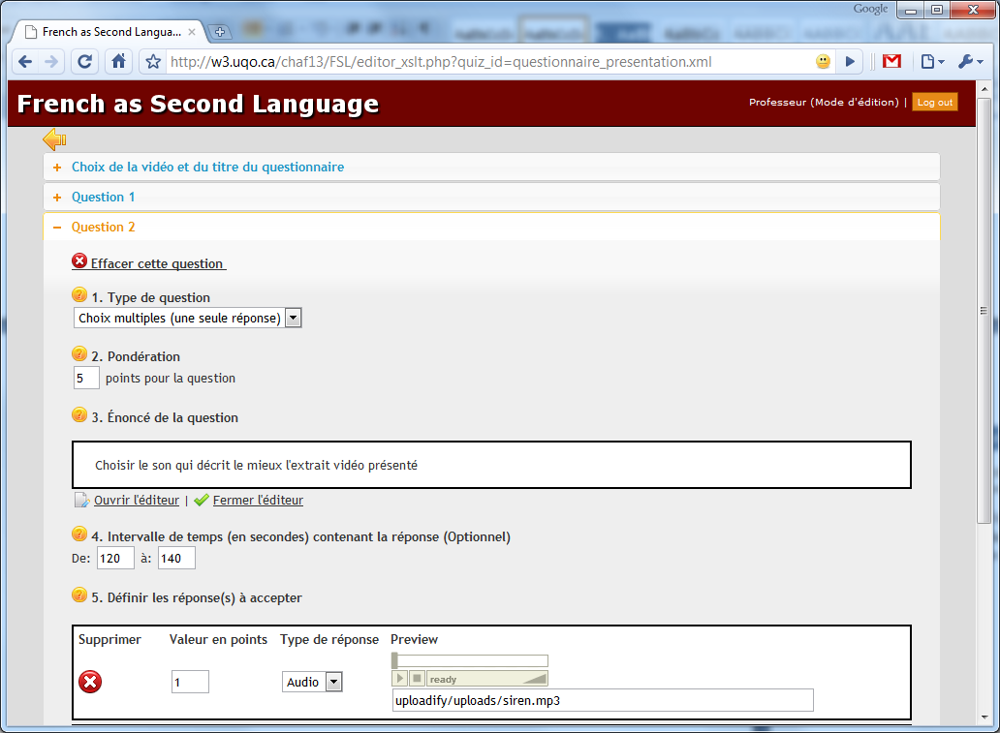 Google
French as Second Langua...
http://w3.uqo.ca/chaf13/FSL/editor_xslt.php?quiz_id=questionnaire_presentation.xml
French as Second Language
Professeur (Mode d'édition) | Log out
+ Choix de la vidéo et du titre du questionnaire
+ Question 1
− Question 2
Effacer cette question
1. Type de question
Choix multiples (une seule réponse)
2. Pondération
5 points pour la question
3. Énoncé de la question
Choisir le son qui décrit le mieux l'extrait vidéo présenté
Ouvrir l'éditeur | Fermer l'éditeur
4. Intervalle de temps (en secondes) contenant la réponse (Optionnel)
De: 120 à: 140
5. Définir les réponse(s) à accepter
Supprimer Valeur en points Type de réponse Preview
1 Audio ready
uploadify/uploads/siren.mp3